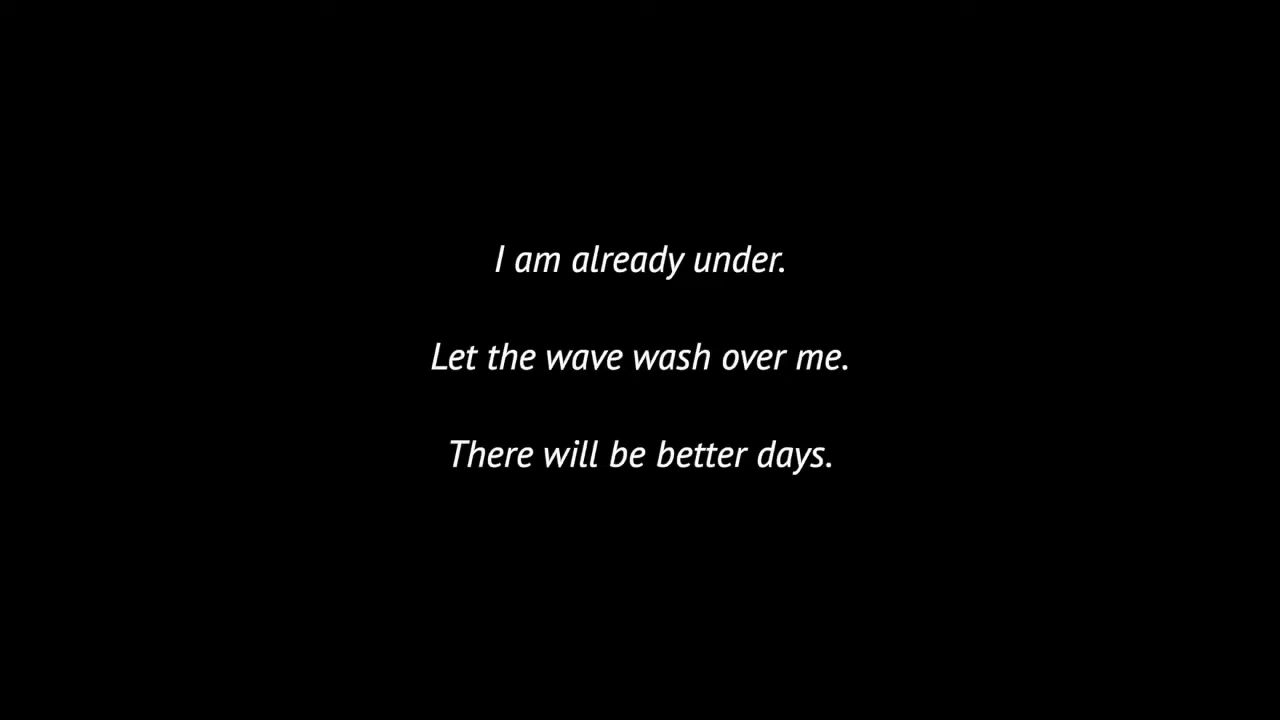 I am already under.
Let the wave wash over me.
There will be better days.